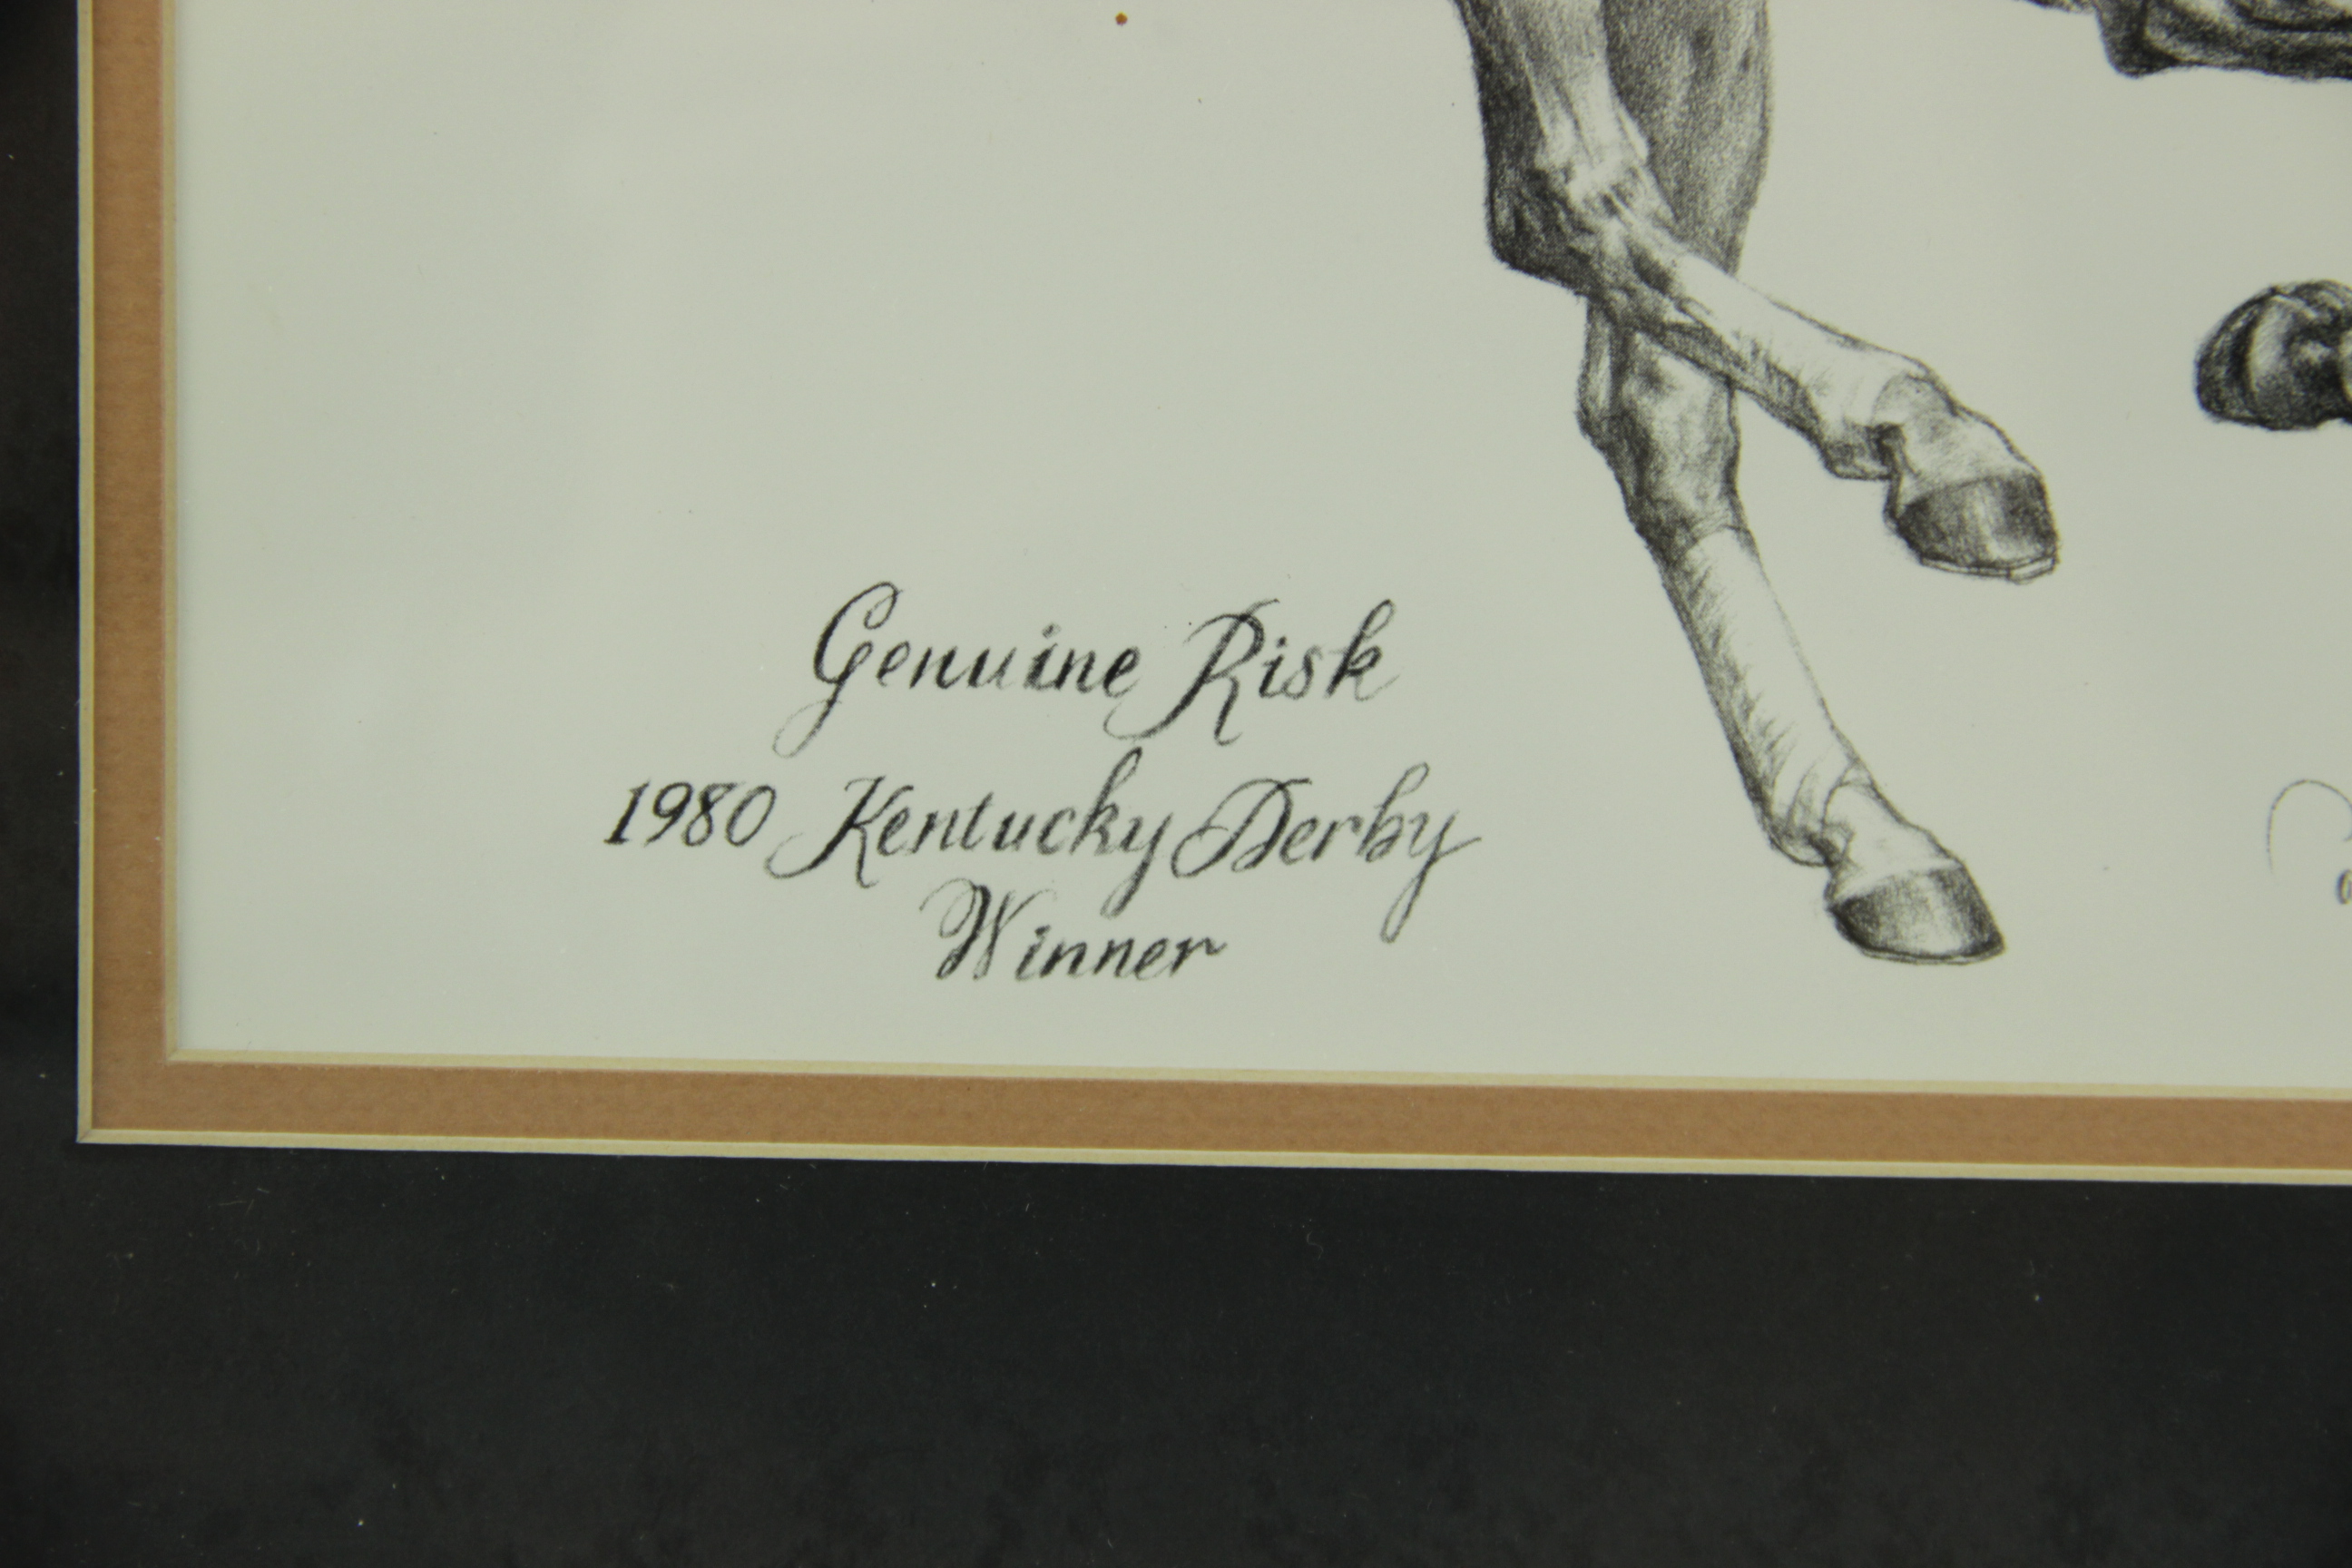 Genuine Risk
1980 Kentucky Derby
Winner